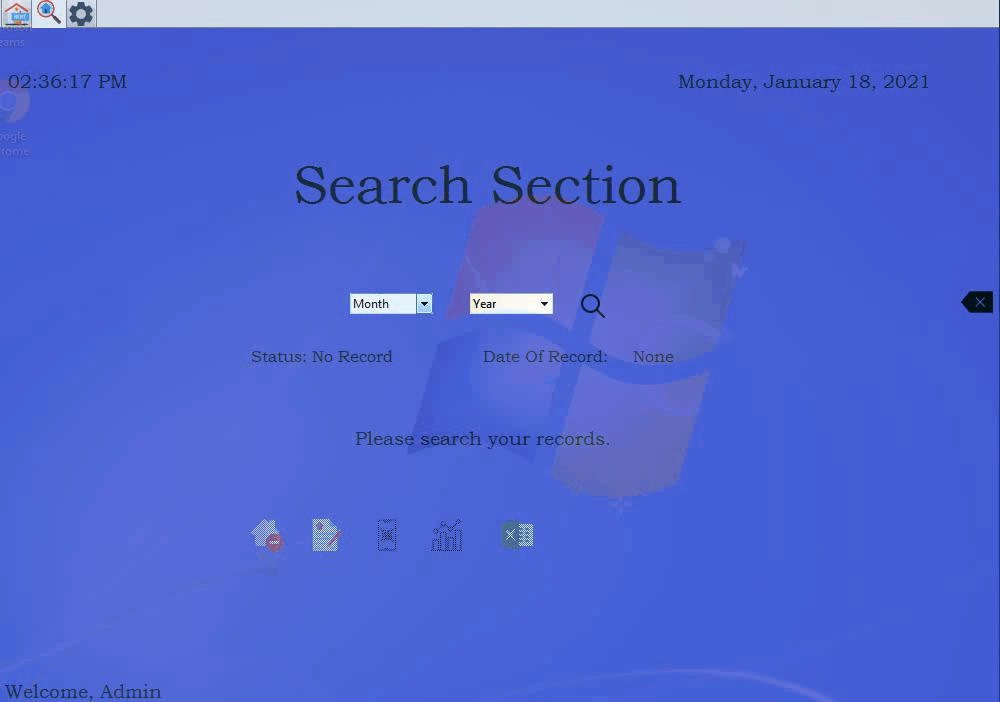 eams
02:36:17 PM
Monday, January 18, 2021
Search Section
Month
Year
Status: No Record
Date Of Record:
None
Please search your records.
Welcome, Admin